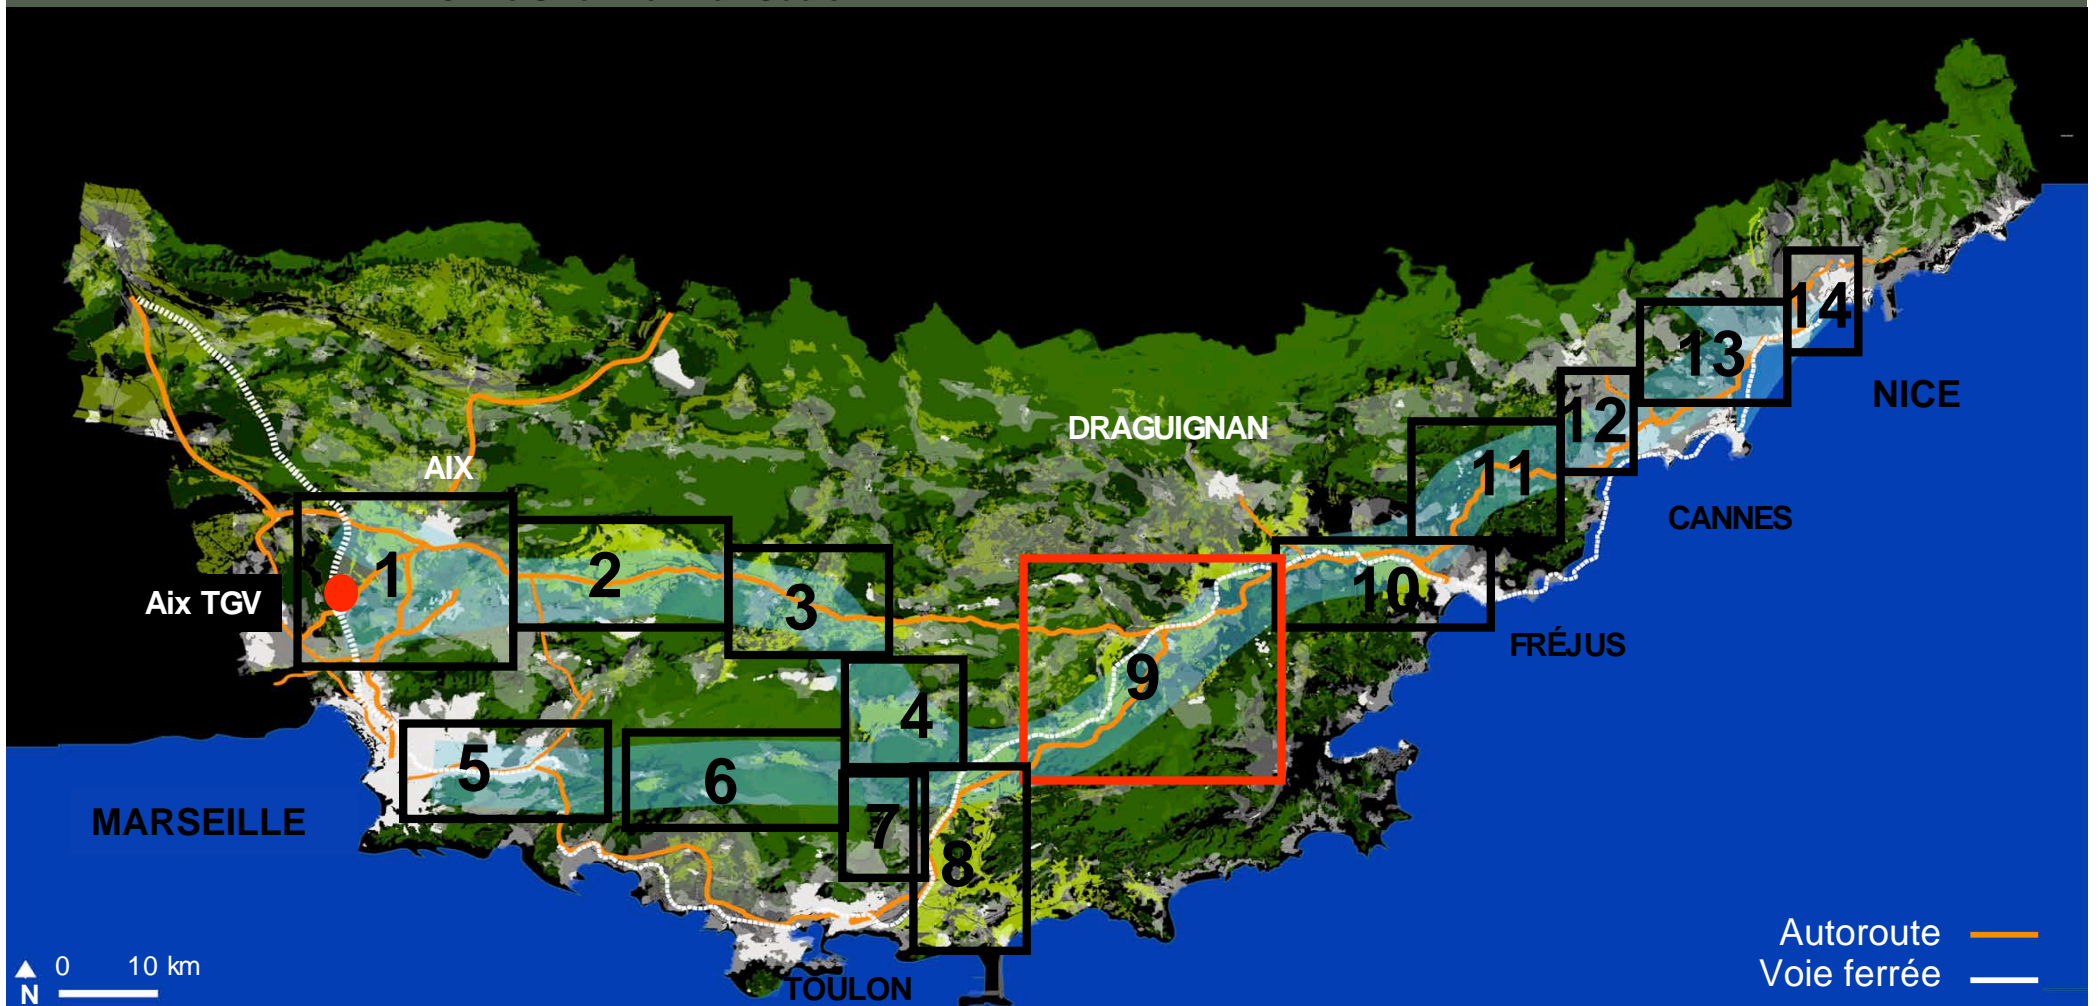 14
13
NICE
12
DRAGUIGNAN
11
AIX
CANNES
1
2
3
10
Aix TGV
FRÉJUS
9
4
5
6
7
MARSEILLE
8
Autoroute
0 10 km
Voie ferrée
N
TOULON